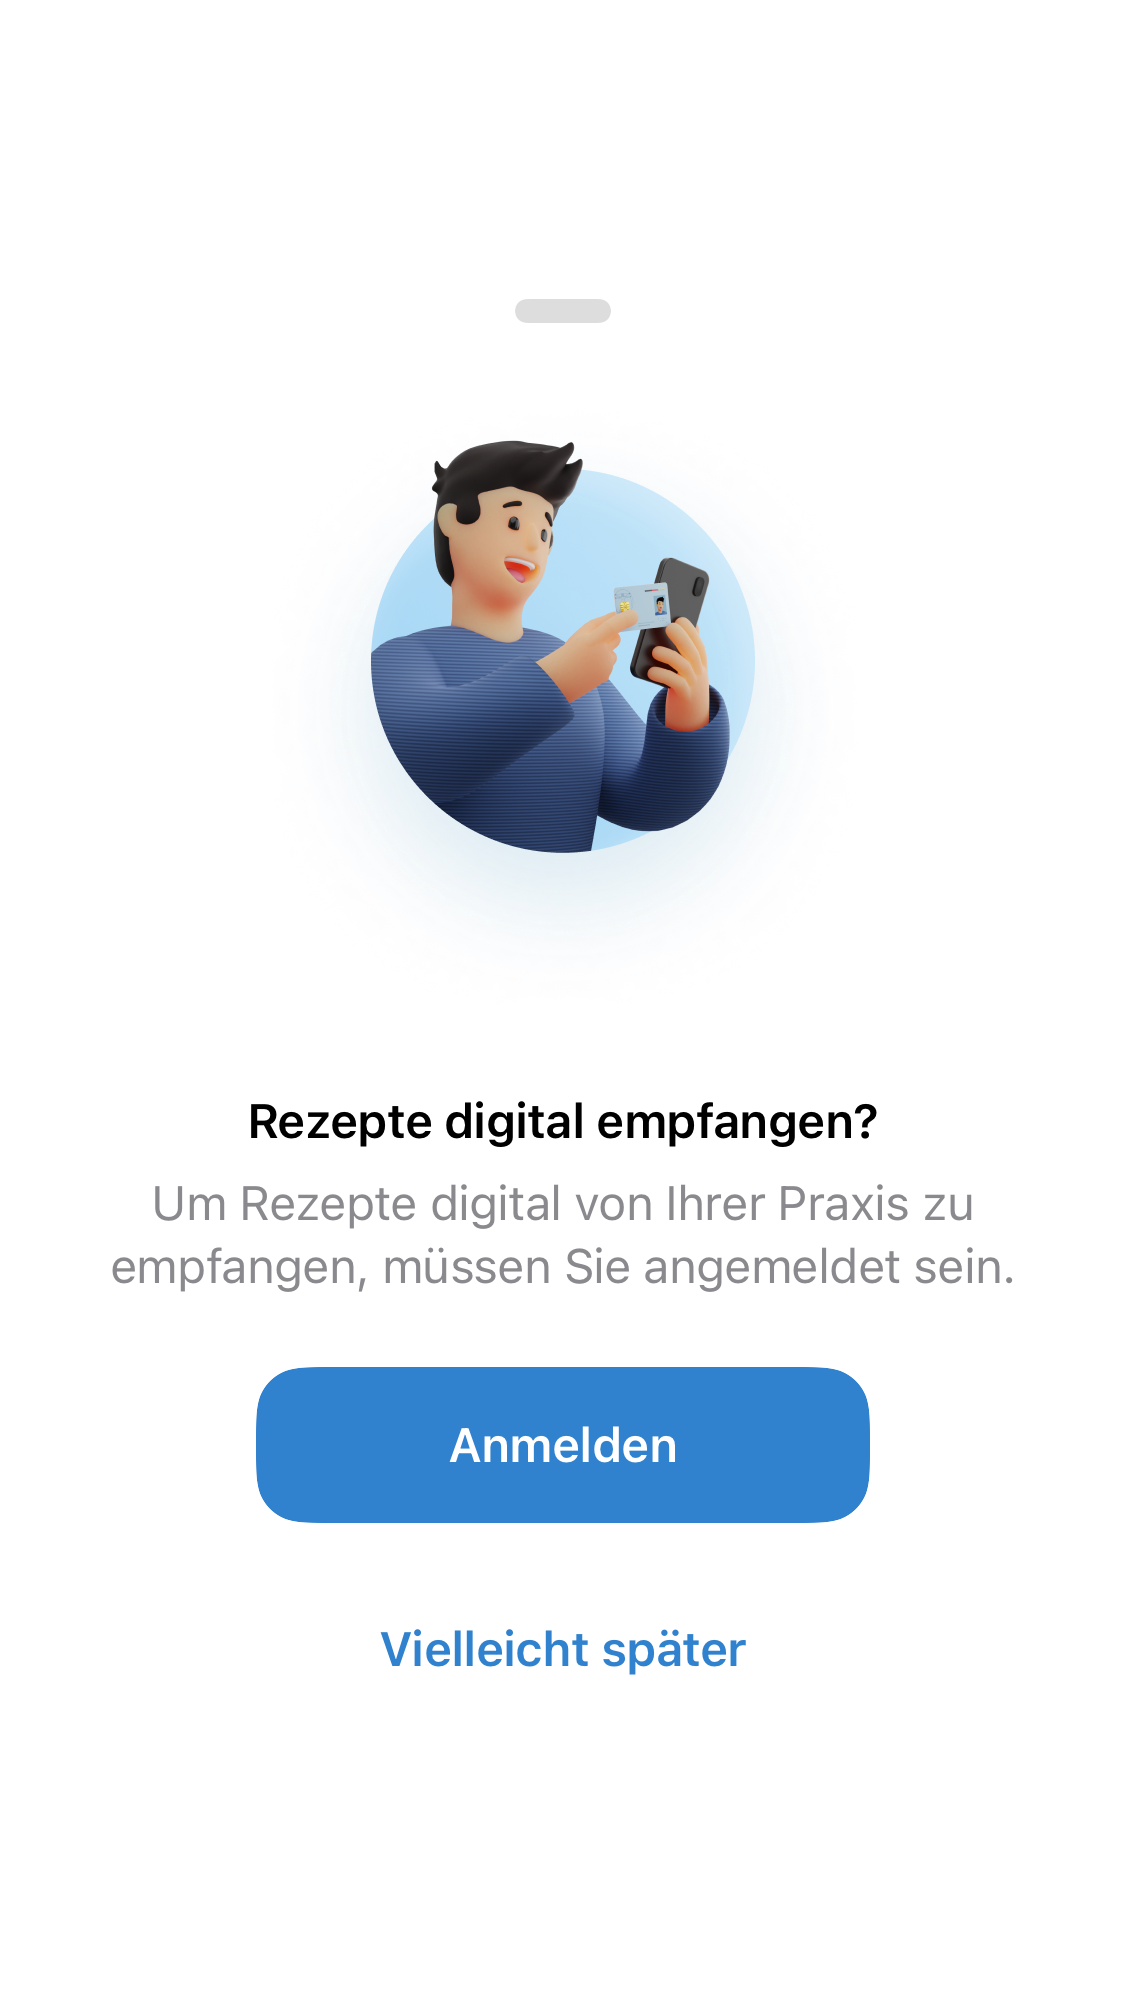 Rezepte digital empfangen?
Um Rezepte digital von Ihrer Praxis zu
empfangen, müssen Sie angemeldet sein.
Anmelden
Vielleicht später